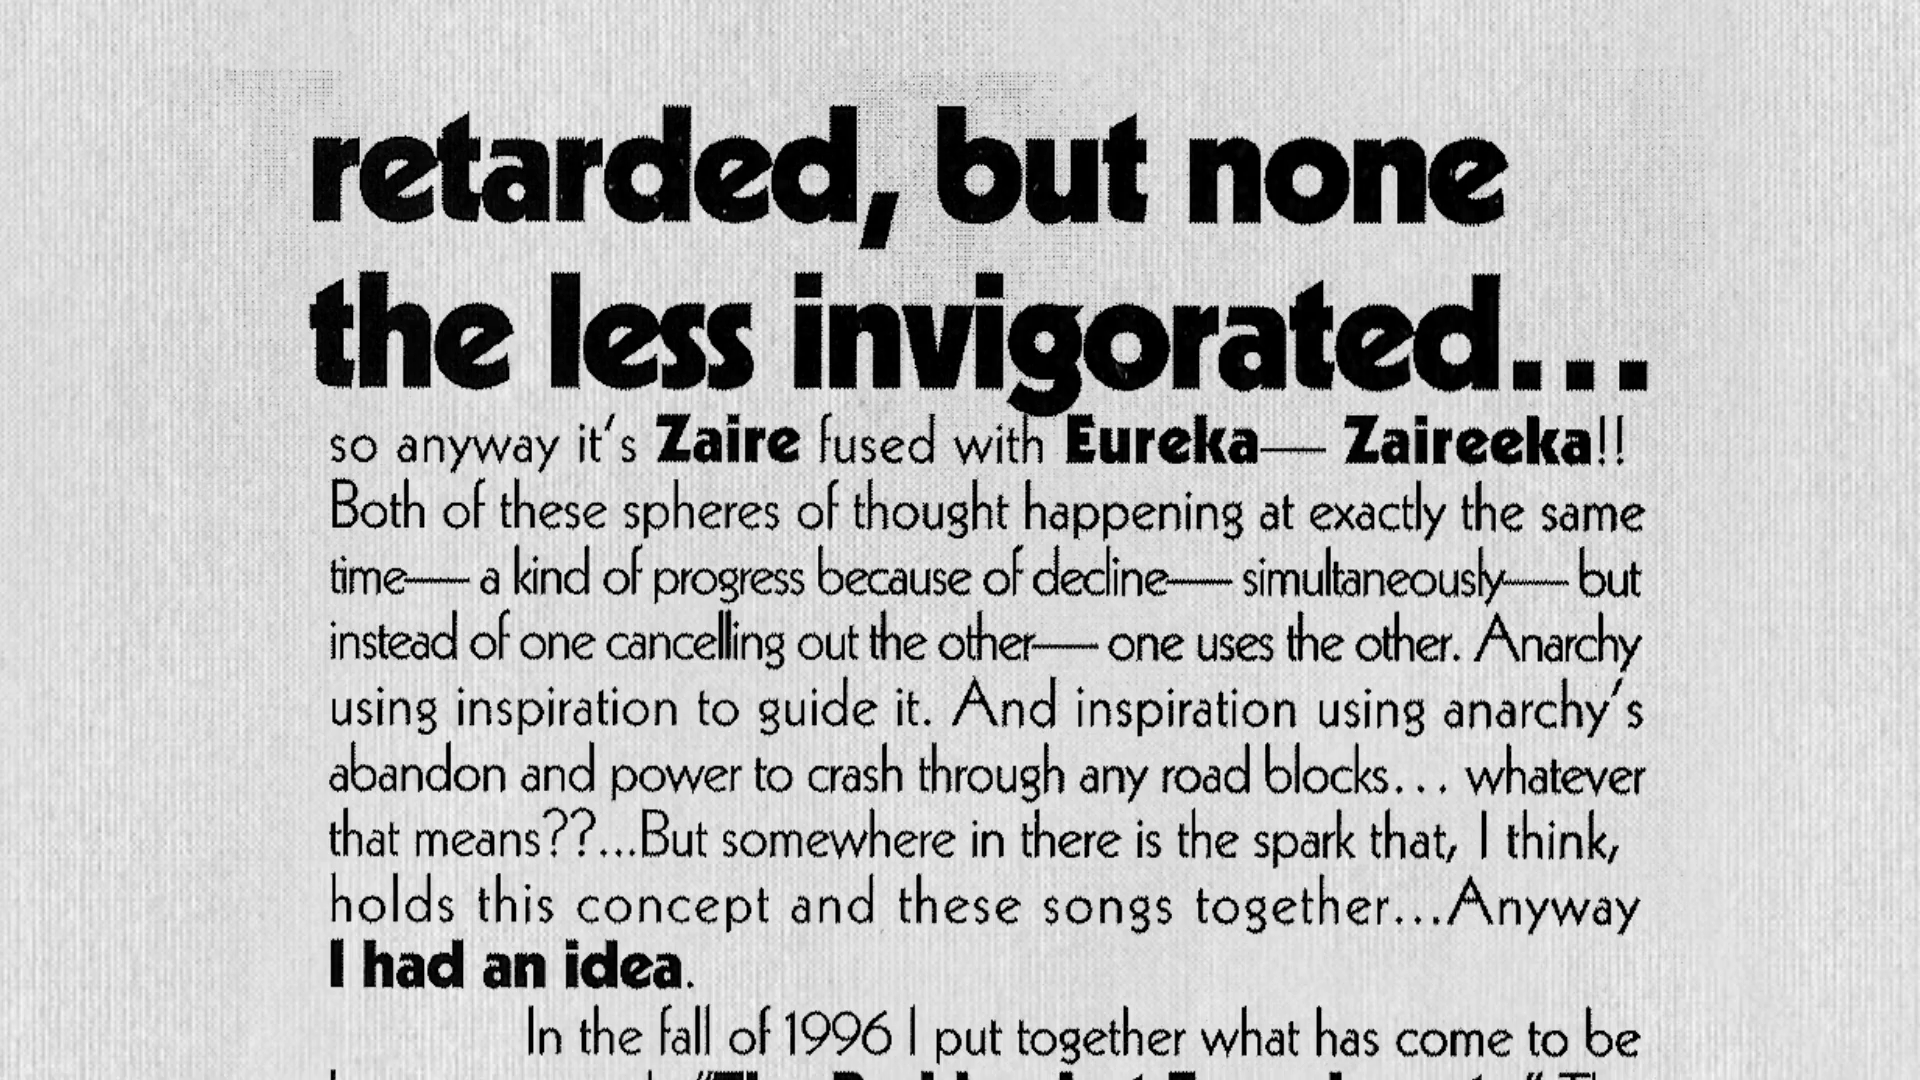 retarded, but none
the less invigorated...
so anyway it's Zaire fused with Eureka— Zaireeka!!
Both of these spheres of thought happening at exactly the same
time— a kind of progress because of decline— simultaneously— but
instead of one cancelling out the other— one uses the other. Anarchy
using inspiration to guide it. And inspiration using anarchy's
abandon and power to crash through any road blocks... whatever
that means??...But somewhere in there is the spark that, I think,
holds this concept and these songs together...Anyway
I had an idea.
In the fall of 1996 I put together what has come to be